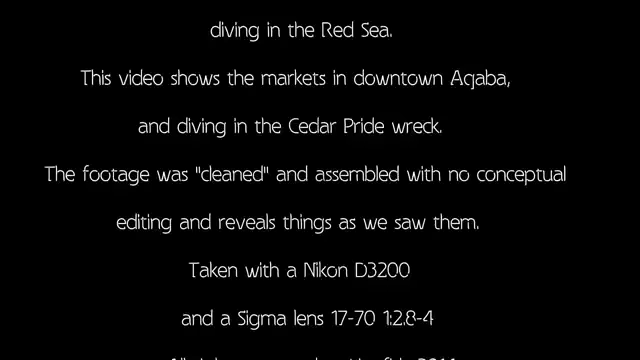 diving in the Red Sea.
This video shows the markets in downtown Aqaba,
and diving in the Cedar Pride wreck.
The footage was "cleaned" and assembled with no conceptual
editing and reveals things as we saw them.
Taken with a Nikon D3200
and a Sigma lens 17-70 1:2.8-4